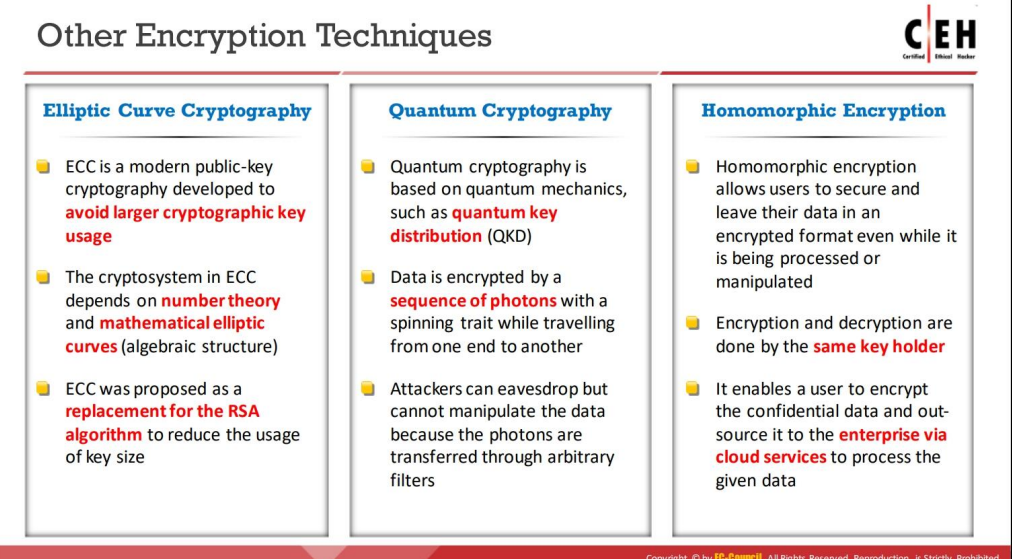 Other Encryption Techniques
CEH
Certified Ethical Hacker
Elliptic Curve Cryptography
ECC is a modern public-key
cryptography developed to
avoid larger cryptographic key
usage
The cryptosystem in ECC
depends on number theory
and mathematical elliptic
curves (algebraic structure)
ECC was proposed as a
replacement for the RSA
algorithm to reduce the usage
of key size
Quantum Cryptography
Quantum cryptography is
based on quantum mechanics,
such as quantum key
distribution (QKD)
Data is encrypted by a
sequence of photons with a
spinning trait while travelling
from one end to another
Attackers can eavesdrop but
cannot manipulate the data
because the photons are
transferred through arbitrary
filters
Homomorphic Encryption
Homomorphic encryption
allows users to secure and
leave their data in an
encrypted format even while it
is being processed or
manipulated
Encryption and decryption are
done by the same key holder
It enables a user to encrypt
the confidential data and out-
source it to the enterprise via
cloud services to process the
given data
Copyright © by EC-Council. All Rights Reserved. Reproduction is Strictly Prohibited.